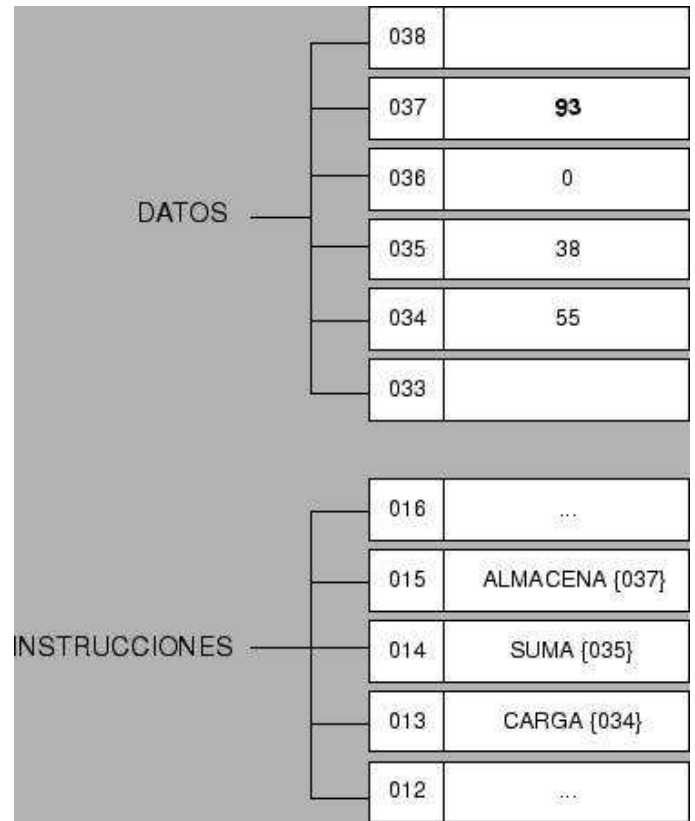 038
037 93
036 0
DATOS
035 38
034 55
033
016 ...
015 ALMACENA {037}
INSTRUCCIONES
014 SUMA {035}
013 CARGA {034}
012 ...